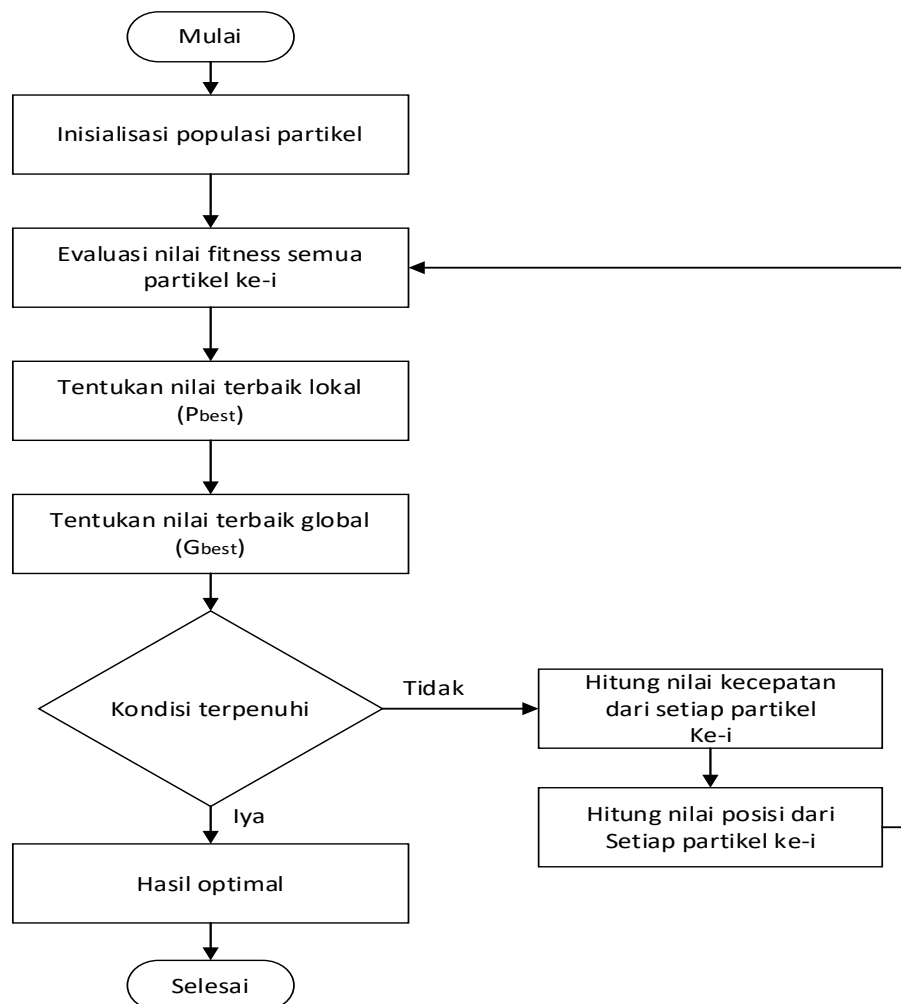 Mulai
Inisialisasi populasi partikel
Evaluasi nilai fitness semua
partikel ke-i
Tentukan nilai terbaik lokal
(Pbest)
Tentukan nilai terbaik global
(Gbest)
Kondisi terpenuhi
Tidak
Hitung nilai kecepatan
dari setiap partikel
Ke-i
Hitung nilai posisi dari
Setiap partikel ke-i
Iya
Hasil optimal
Selesai